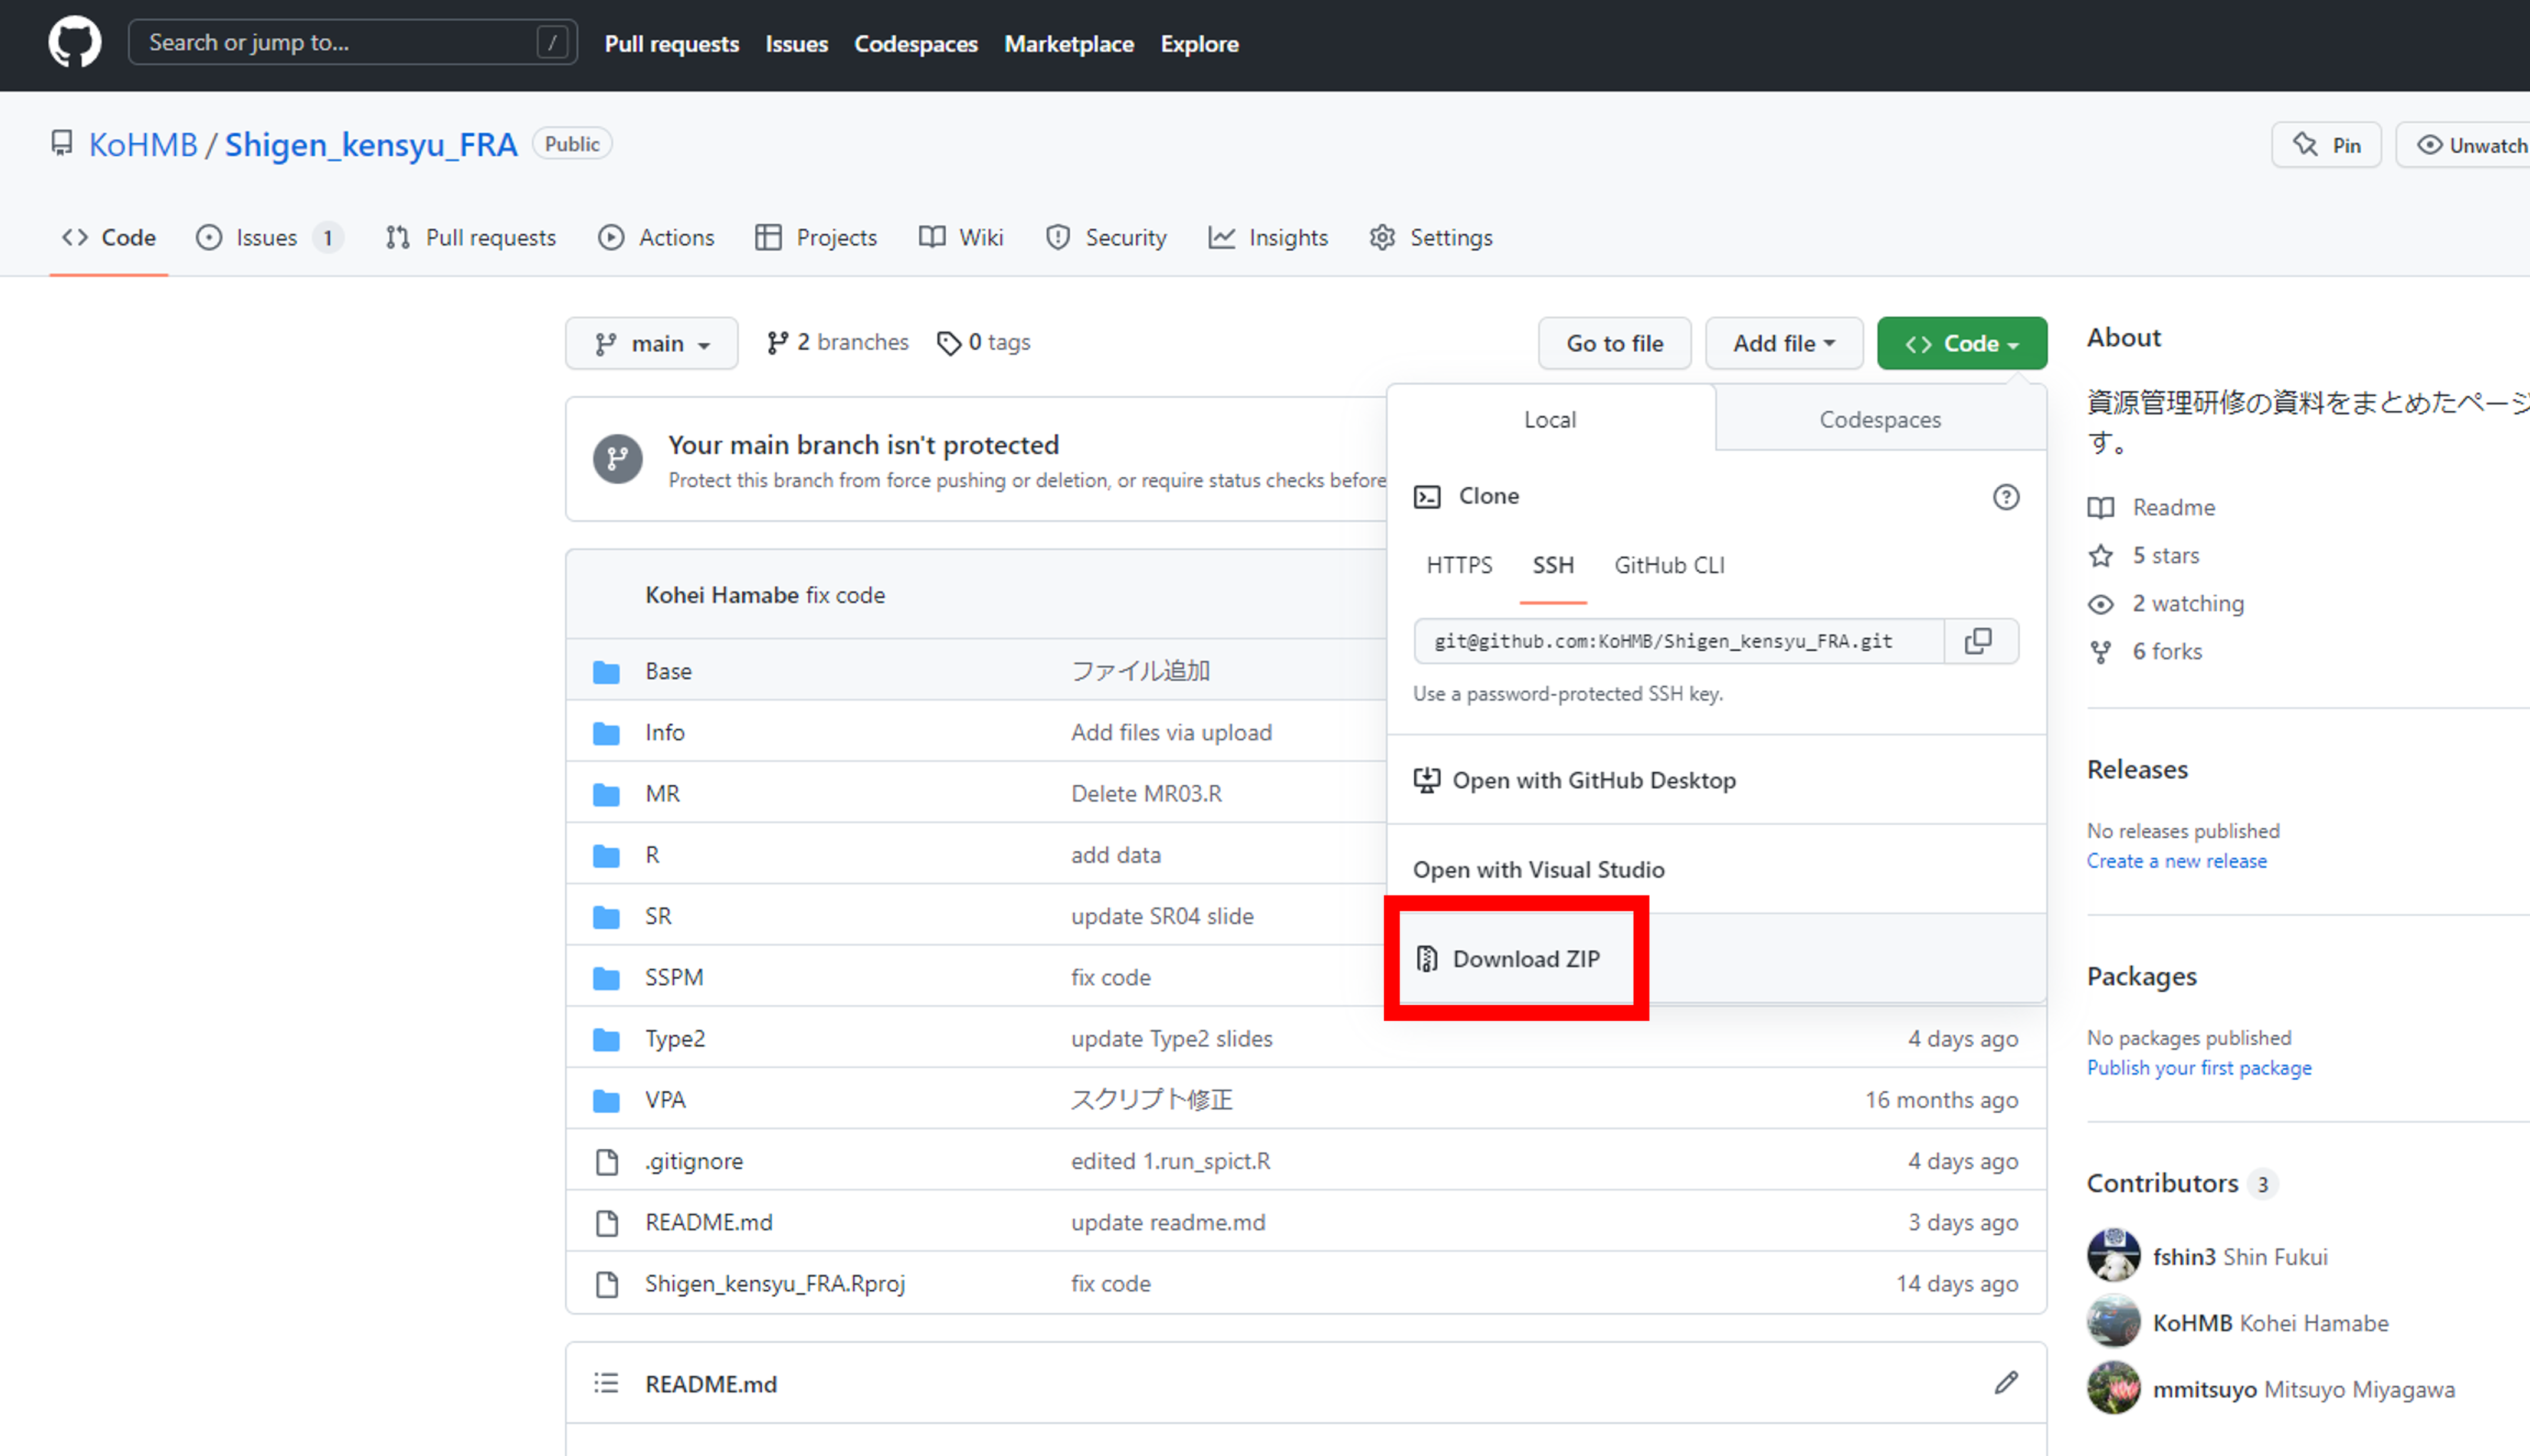 Search or jump to... /
Pull requests Issues Codespaces Marketplace Explore
KoHMB / Shigen_kensyu_FRA Public
Pin Unwatch
Code Issues 1 Pull requests Actions Projects Wiki Security Insights Settings
main 2 branches 0 tags
Go to file Add file Code
Your main branch isn't protected
Protect this branch from force pushing or deletion, or require status checks before
Local Codespaces
Clone
HTTPS SSH GitHub CLI
git@github.com:KoHMB/Shigen_kensyu_FRA.git
Use a password-protected SSH key.
Open with GitHub Desktop
Open with Visual Studio
Download ZIP
Kohei Hamabe fix code
Base ファイル追加
Info Add files via upload
MR Delete MR03.R
R add data
SR update SR04 slide
SSPM fix code
Type2 update Type2 slides 4 days ago
VPA スクリプト修正 16 months ago
.gitignore edited 1.run_spict.R 4 days ago
README.md update readme.md 3 days ago
Shigen_kensyu_FRA.Rproj fix code 14 days ago
README.md
About
資源管理研修の資料をまとめたページ
す。
Readme
5 stars
2 watching
6 forks
Releases
No releases published
Create a new release
Packages
No packages published
Publish your first package
Contributors 3
fshin3 Shin Fukui
KoHMB Kohei Hamabe
mmitsuyo Mitsuyo Miyagawa